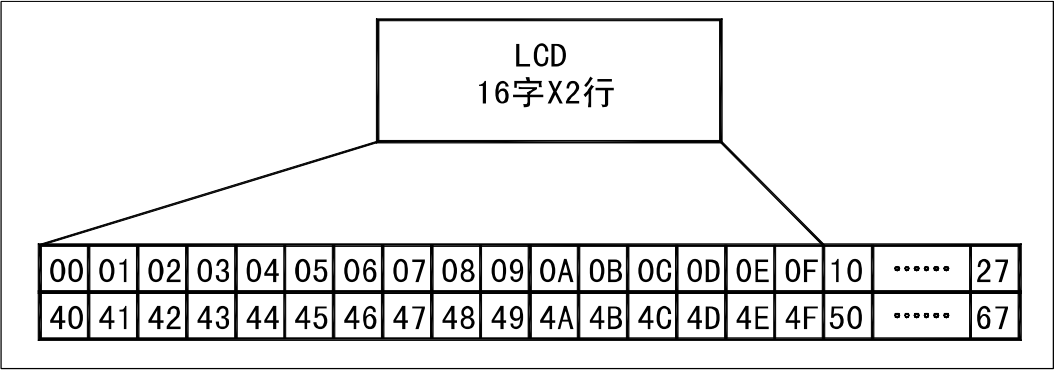 LCD
16字X2行
00 01 02 03 04 05 06 07 08 09 0A 0B 0C 0D 0E 0F 10 …… 27
40 41 42 43 44 45 46 47 48 49 4A 4B 4C 4D 4E 4F 50 …… 67